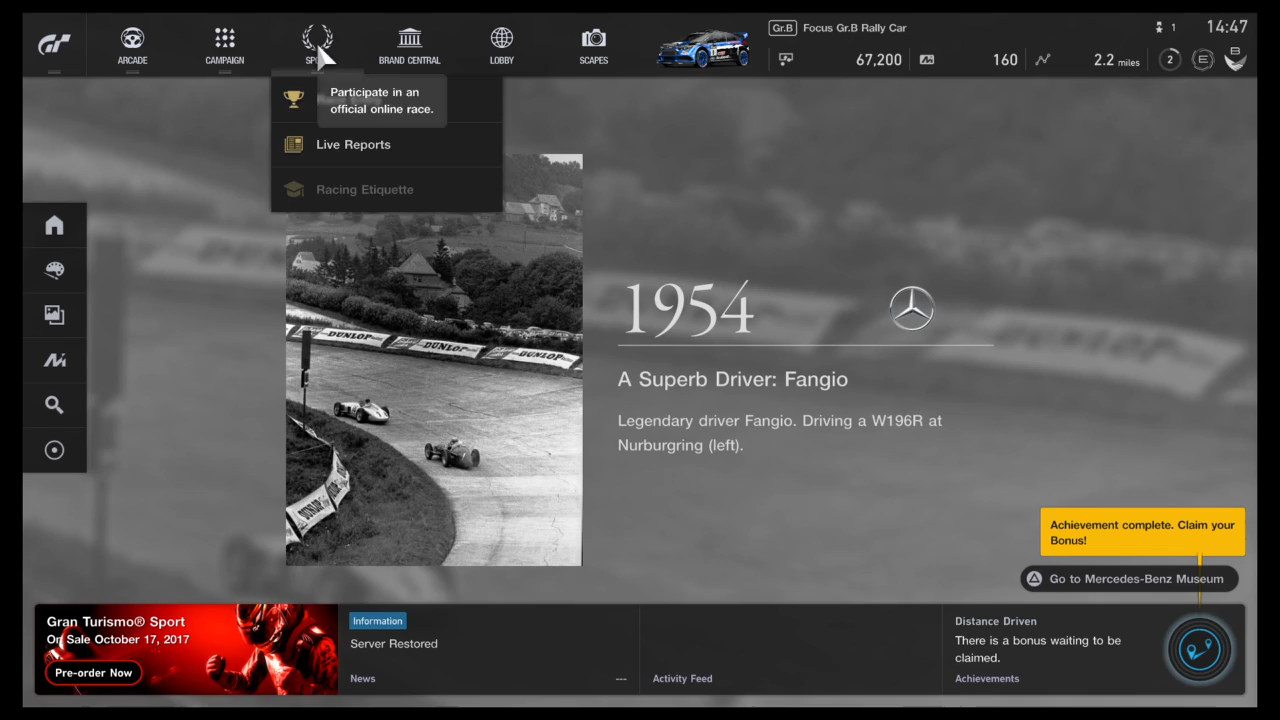 GT
ARCADE
CAMPAIGN
SP
BRAND CENTRAL
LOBBY
SCAPES
Gr.B Focus Gr.B Rally Car
1
14:47
67,200
160
2.2 miles
2
E
B
Participate in an
official online race.
Live Reports
Racing Etiquette
DUNLOP
DUNLOP
DUNLOP
DUNLOP
1954
A Superb Driver: Fangio
Legendary driver Fangio. Driving a W196R at
Nurburgring (left).
Achievement complete. Claim your
Bonus!
Go to Mercedes-Benz Museum
Gran Turismo® Sport
On Sale October 17, 2017
Pre-order Now
Information
Server Restored
News
---
Activity Feed
Distance Driven
There is a bonus waiting to be
claimed.
Achievements